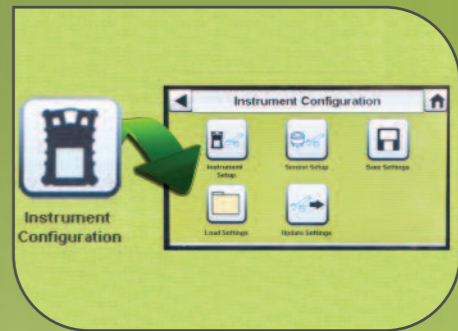 Instrument Configuration
Instrument
Setup
Sensor Setup
Save Settings
Load Settings
Update Settings
Instrument
Configuration